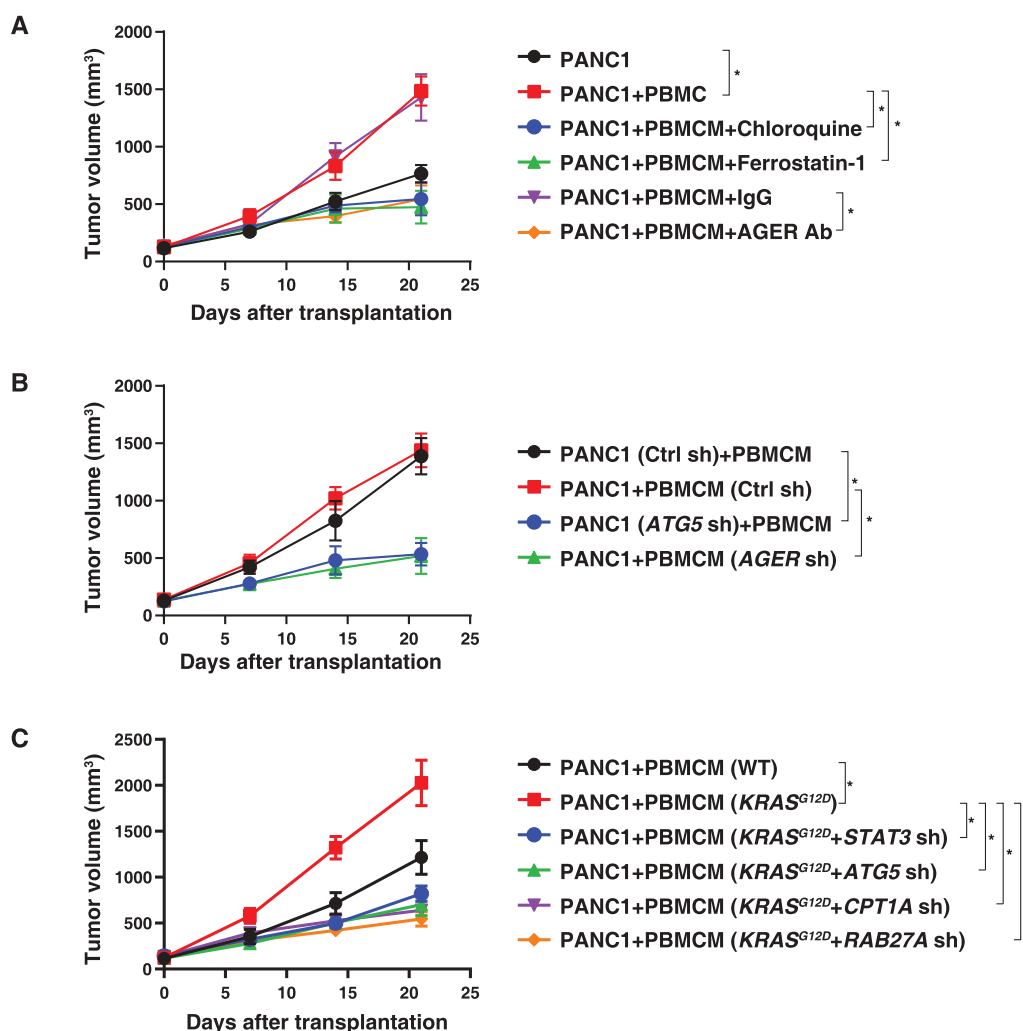 A
Tumor volume (mm³)
2000
1500
1000
500
0
0 5 10 15 20 25
Days after transplantation
PANC1
PANC1+PBMC
PANC1+PBMCM+Chloroquine
PANC1+PBMCM+Ferrostatin-1
PANC1+PBMCM+IgG
PANC1+PBMCM+AGER Ab
*
*
*
*
B
Tumor volume (mm³)
2000
1500
1000
500
0
0 5 10 15 20 25
Days after transplantation
PANC1 (Ctrl sh)+PBMCM
PANC1+PBMCM (Ctrl sh)
PANC1 (ATG5 sh)+PBMCM
PANC1+PBMCM (AGER sh)
*
*
C
Tumor volume (mm³)
2500
2000
1500
1000
500
0
0 5 10 15 20 25
Days after transplantation
PANC1+PBMCM (WT)
PANC1+PBMCM (KRASᴳ¹²ᴰ)
PANC1+PBMCM (KRASᴳ¹²ᴰ+STAT3 sh)
PANC1+PBMCM (KRASᴳ¹²ᴰ+ATG5 sh)
PANC1+PBMCM (KRASᴳ¹²ᴰ+CPT1A sh)
PANC1+PBMCM (KRASᴳ¹²ᴰ+RAB27A sh)
*
*
*
*
*